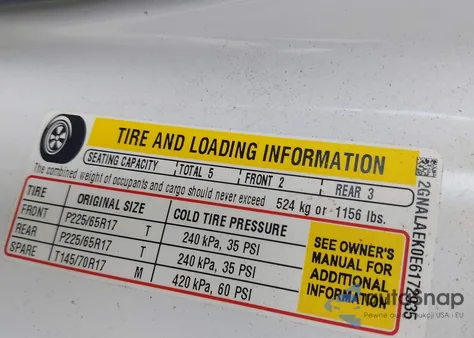 TIRE AND LOADING INFORMATION
SEATING CAPACITY TOTAL 5 FRONT 2 REAR 3
The combined weight of occupants and cargo should never exceed 524 kg or 1156 lbs.
TIRE ORIGINAL SIZE COLD TIRE PRESSURE
FRONT P225/65R17 T 240 kPa, 35 PSI
REAR P225/65R17 T 240 kPa, 35 PSI
SPARE T145/70R17 M 420 kPa, 60 PSI
SEE OWNER'S
MANUAL FOR
ADDITIONAL
INFORMATION
2GNALAEK9E6172935
autosnap